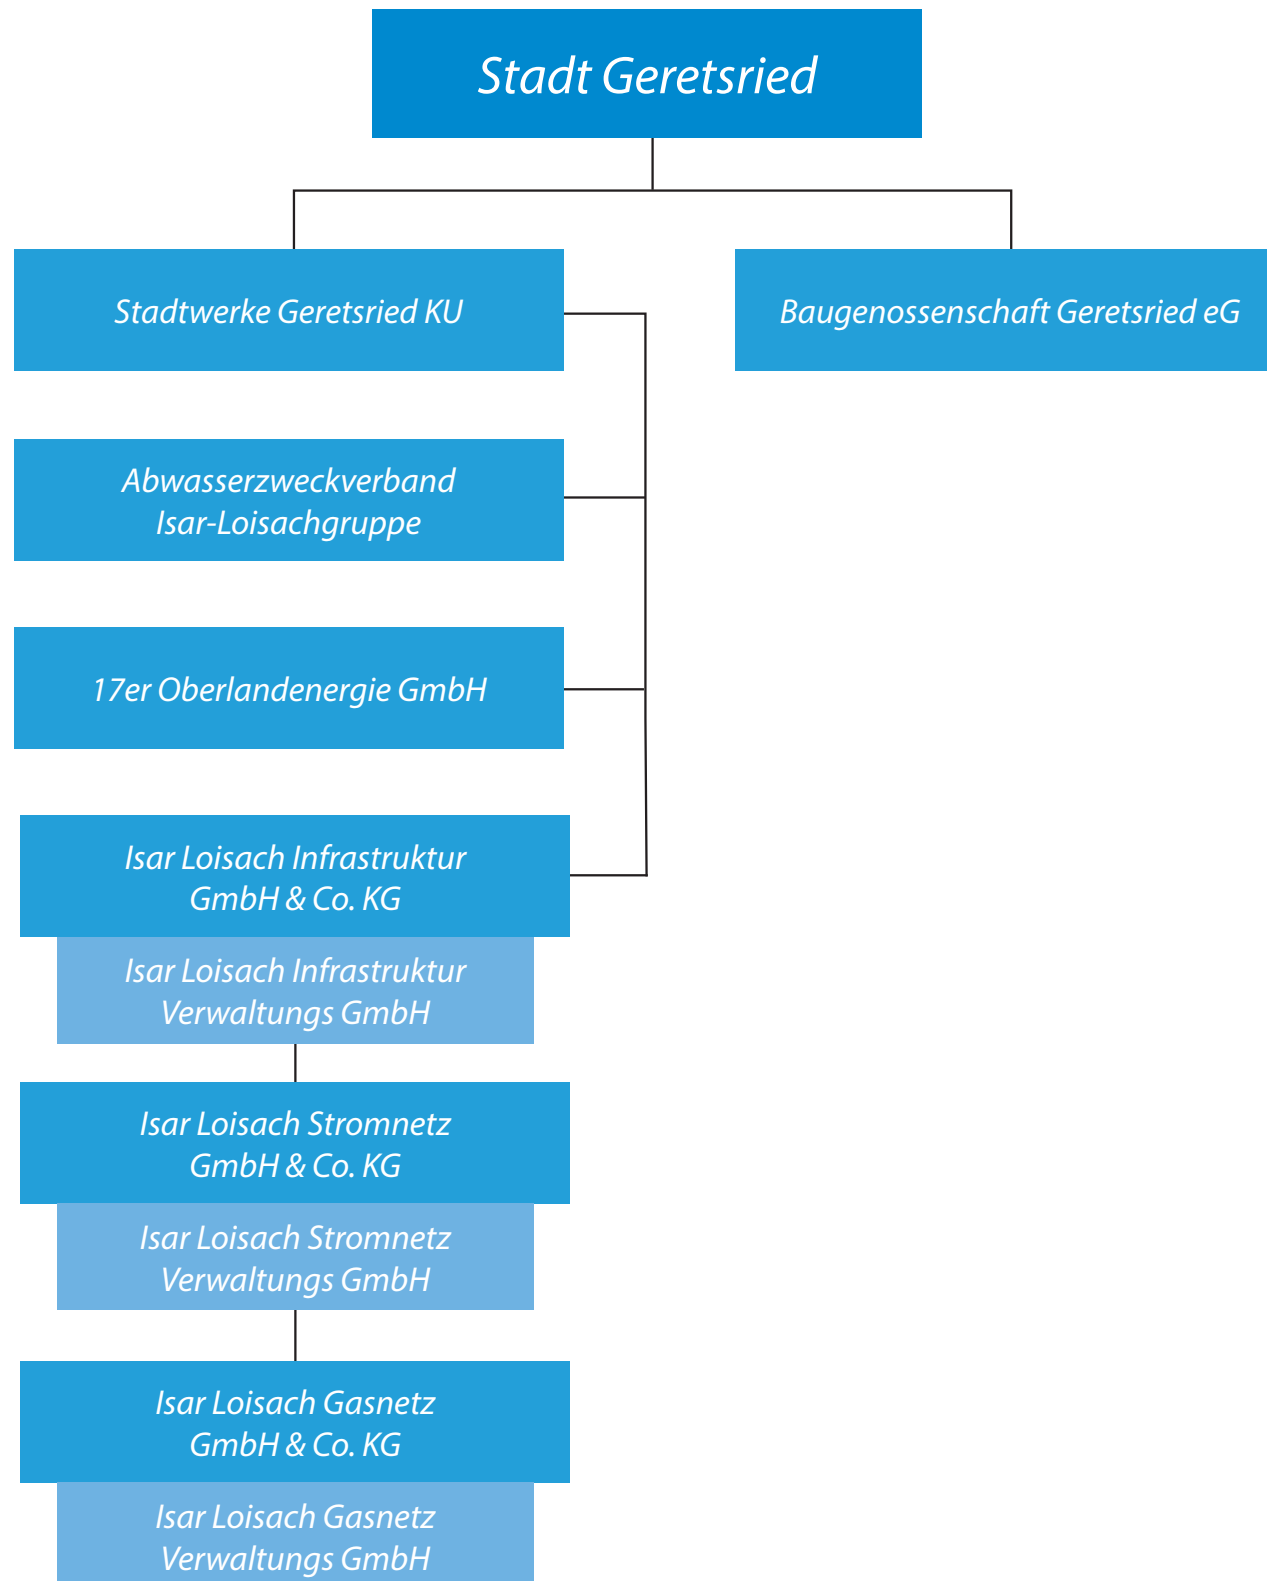 Stadt Geretsried
Stadtwerke Geretsried KU
Baugenossenschaft Geretsried eG
Abwasserzweckverband
Isar-Loisachgruppe
17er Oberlandenergie GmbH
Isar Loisach Infrastruktur
GmbH & Co. KG
Isar Loisach Infrastruktur
Verwaltungs GmbH
Isar Loisach Stromnetz
GmbH & Co. KG
Isar Loisach Stromnetz
Verwaltungs GmbH
Isar Loisach Gasnetz
GmbH & Co. KG
Isar Loisach Gasnetz
Verwaltungs GmbH